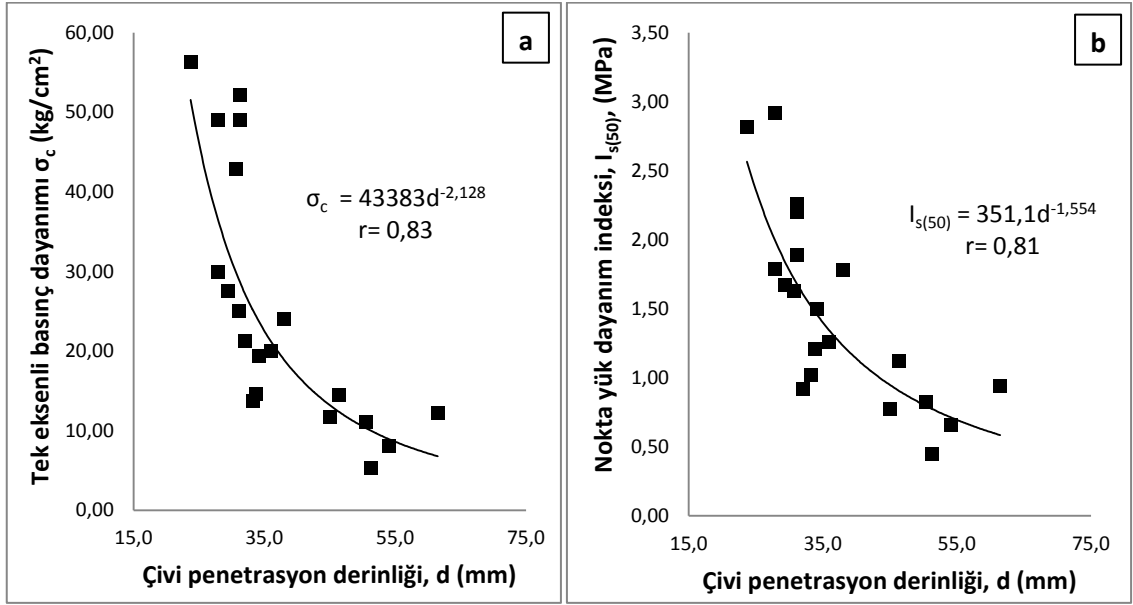 a
Tek eksenli basınç dayanımı σc (kg/cm²)
60,00
50,00
40,00
30,00
20,00
10,00
0,00
σc = 43383d^-2,128
r= 0,83
15,0 35,0 55,0 75,0
Çivi penetrasyon derinliği, d (mm)
b
Nokta yük dayanım indeksi, Is(50), (MPa)
3,50
3,00
2,50
2,00
1,50
1,00
0,50
0,00
Is(50) = 351,1d^-1,554
r= 0,81
15,0 35,0 55,0 75,0
Çivi penetrasyon derinliği, d (mm)